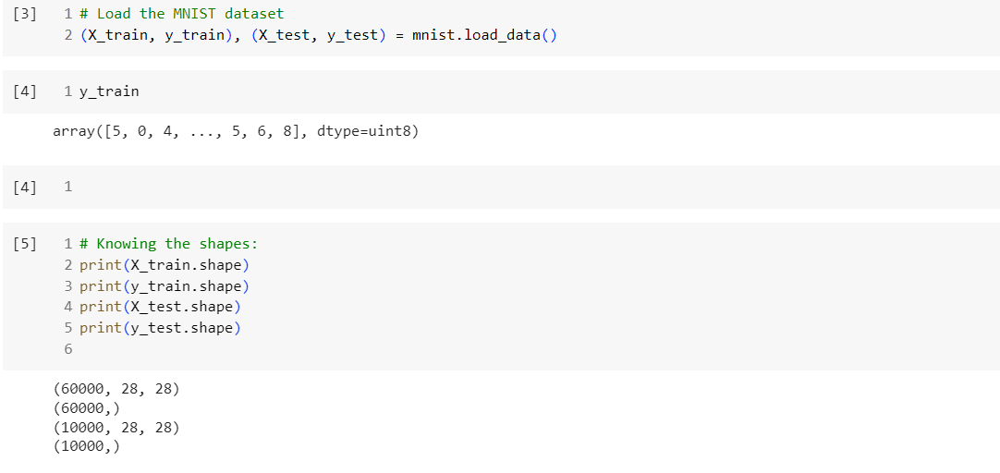 [3] 1 # Load the MNIST dataset
2 (X_train, y_train), (X_test, y_test) = mnist.load_data()
[4] 1 y_train
array([5, 0, 4, ..., 5, 6, 8], dtype=uint8)
[4] 1
[5] 1 # Knowing the shapes:
2 print(X_train.shape)
3 print(y_train.shape)
4 print(X_test.shape)
5 print(y_test.shape)
6
(60000, 28, 28)
(60000,)
(10000, 28, 28)
(10000,)